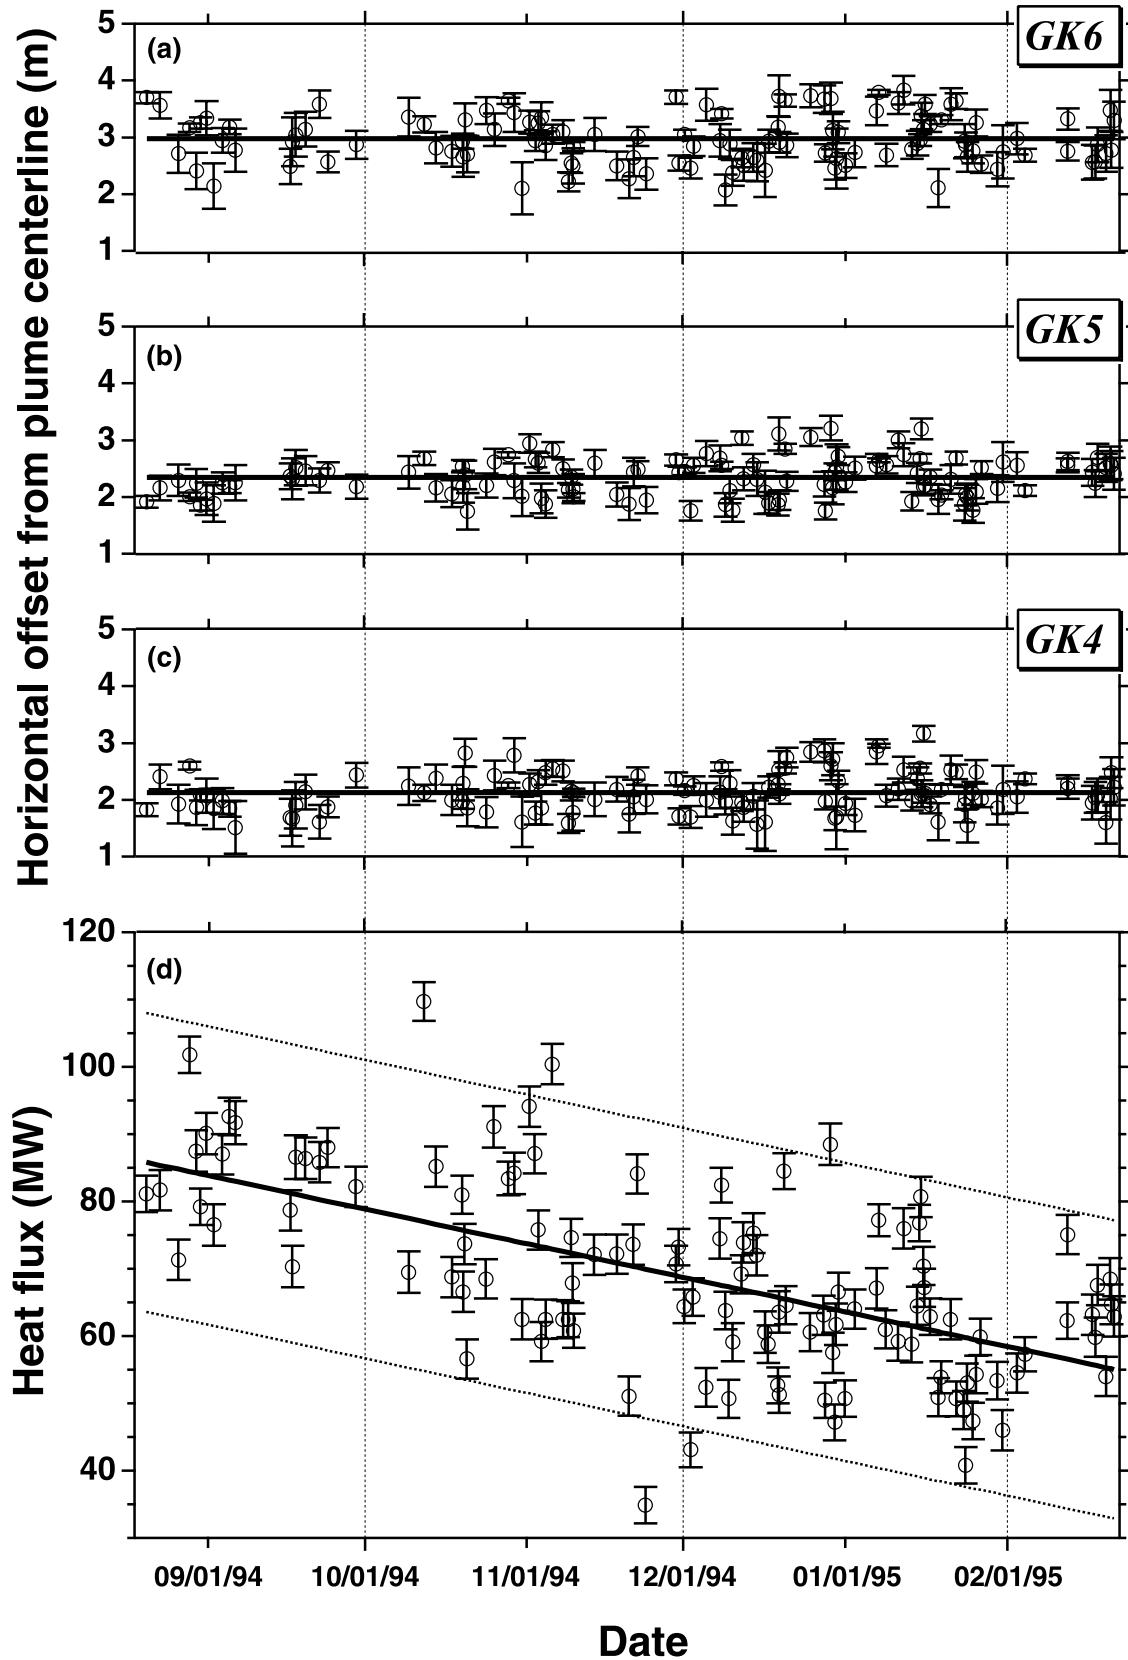 Horizontal offset from plume centerline (m)
GK6
(a)
5
4
3
2
1
GK5
(b)
5
4
3
2
1
GK4
(c)
5
4
3
2
1
Heat flux (MW)
(d)
120
100
80
60
40
09/01/94 10/01/94 11/01/94 12/01/94 01/01/95 02/01/95
Date